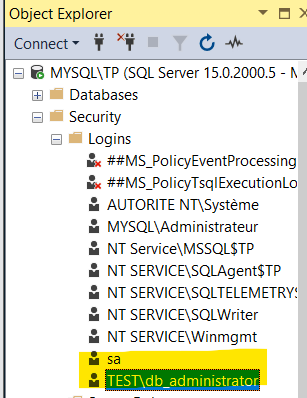 Object Explorer
Connect
MYSQL\TP (SQL Server 15.0.2000.5 - M
Databases
Security
Logins
##MS_PolicyEventProcessing
##MS_PolicyTsqlExecutionLo
AUTORITE NT\Système
MYSQL\Administrateur
NT Service\MSSQL$TP
NT SERVICE\SQLAgent$TP
NT SERVICE\SQLTELEMETRYS
NT SERVICE\SQLWriter
NT SERVICE\Winmgmt
sa
TEST\db_administrator